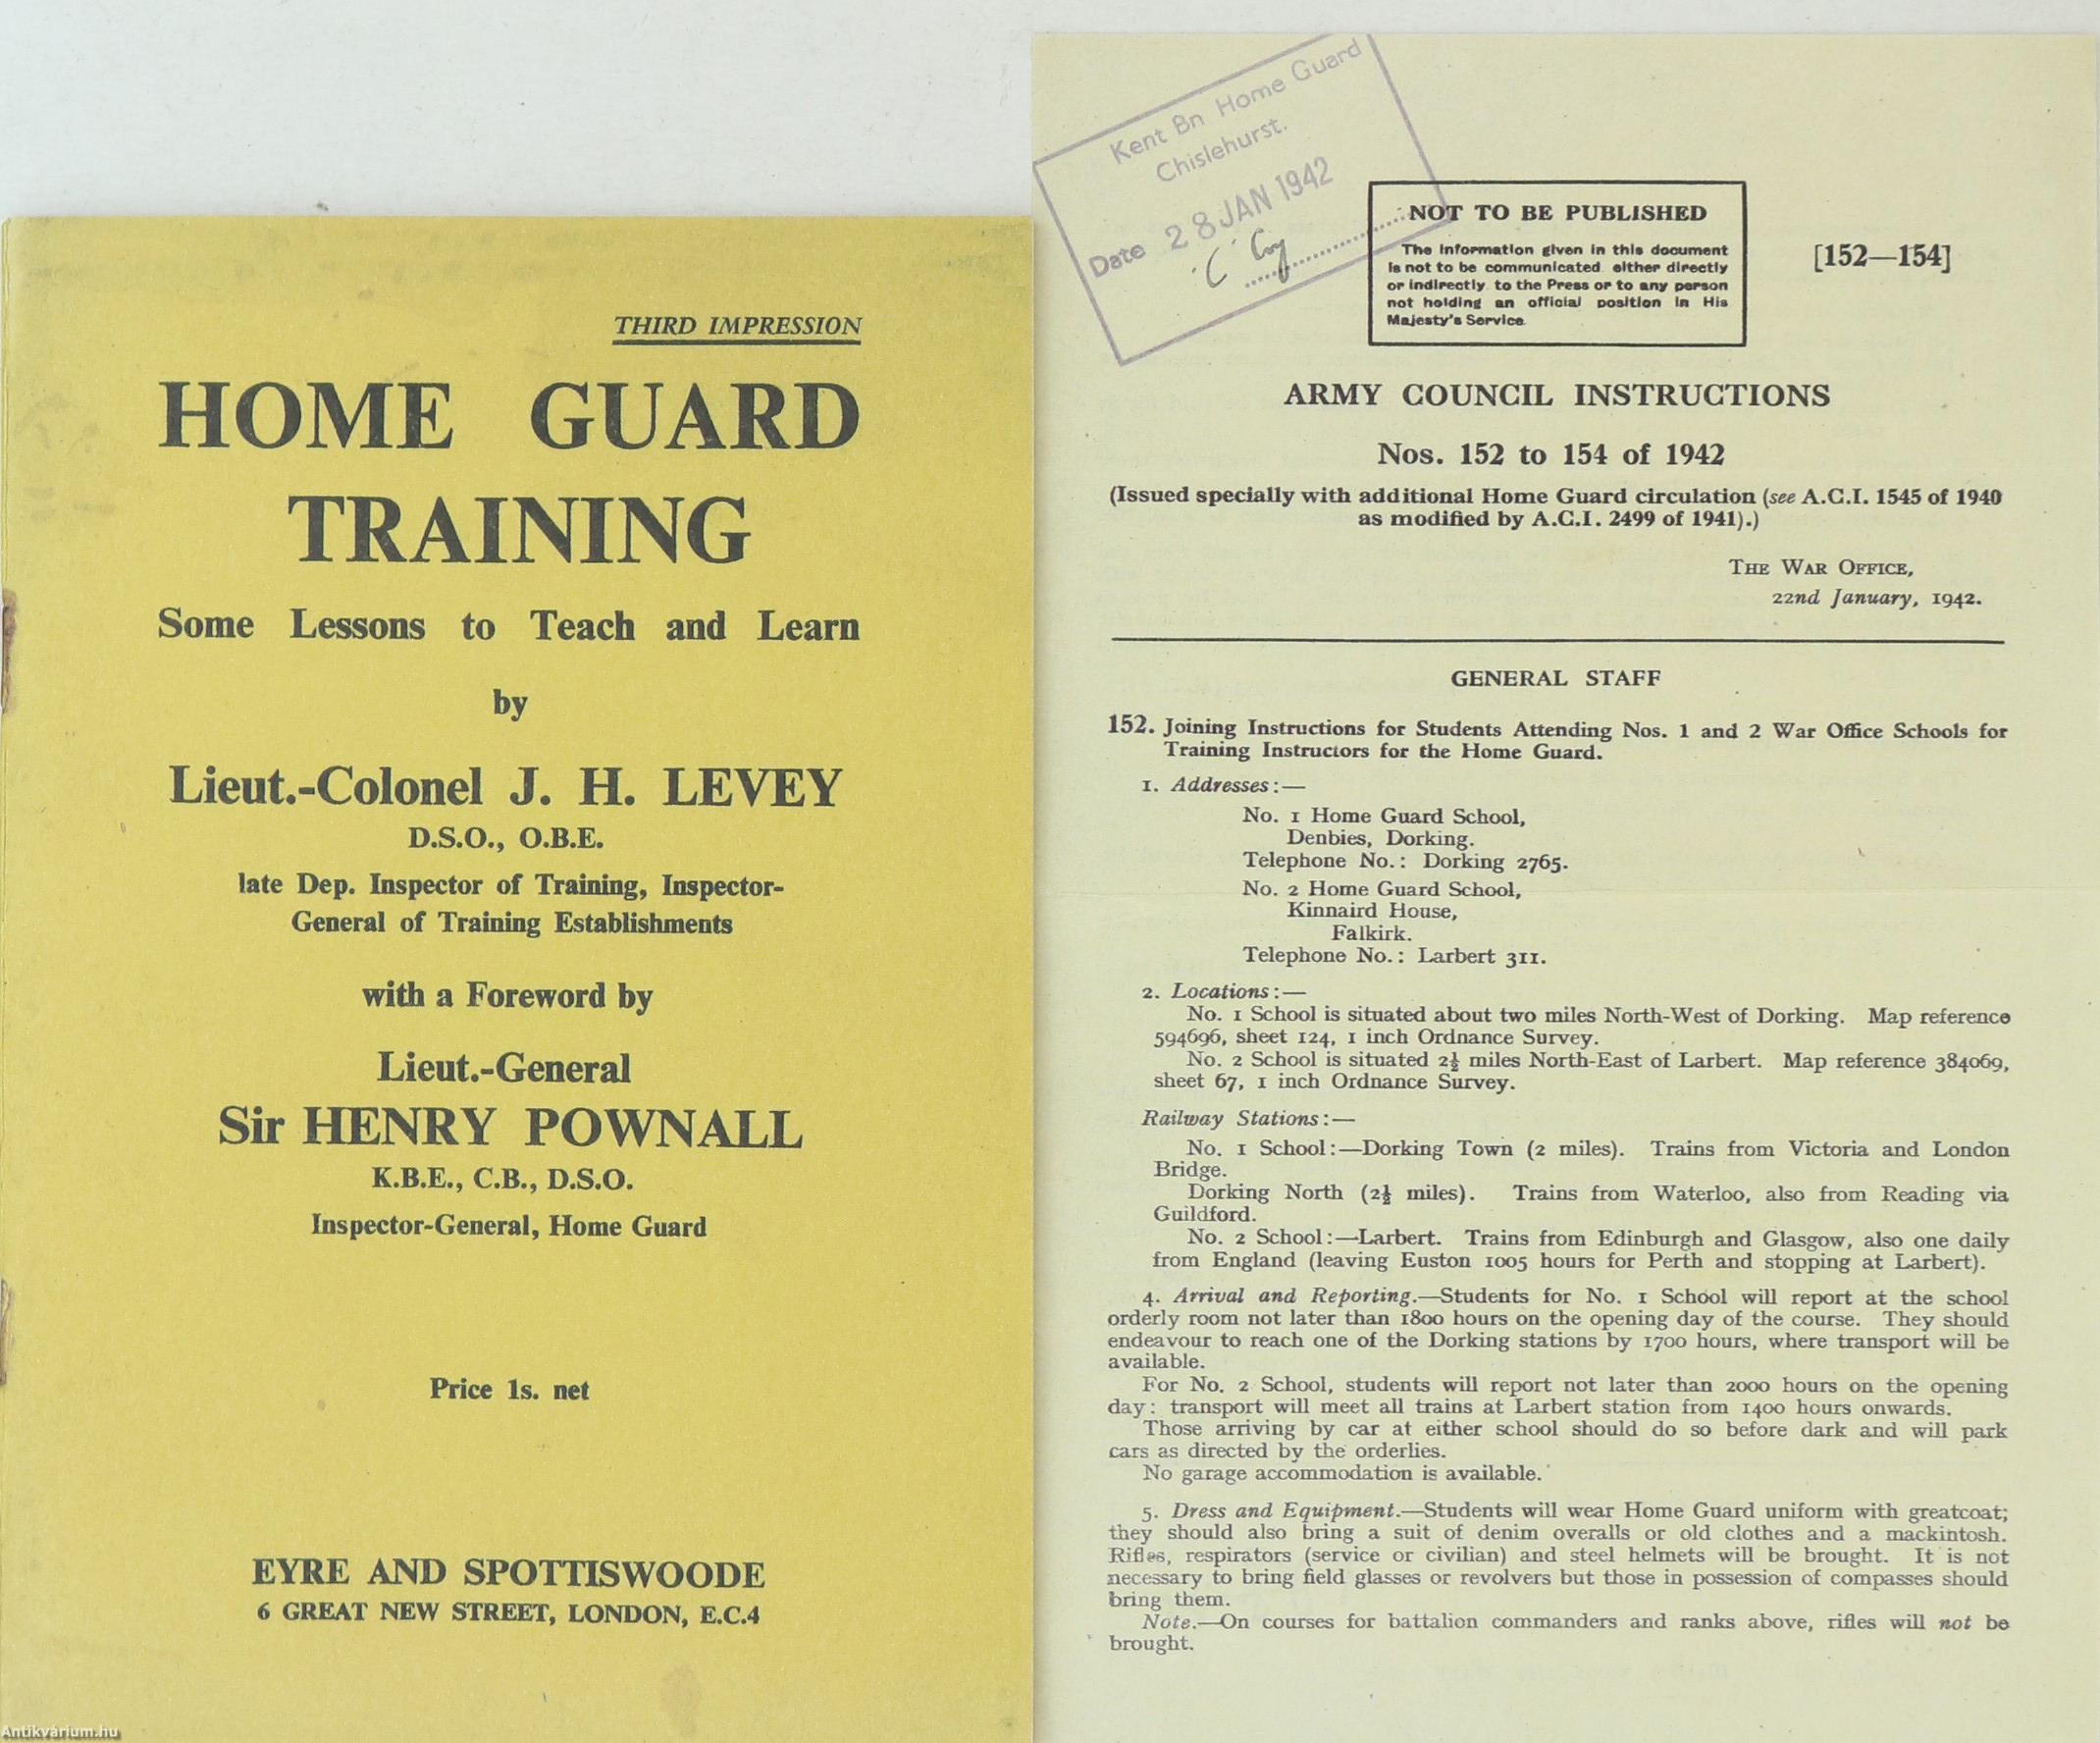 THIRD IMPRESSION
HOME GUARD
TRAINING
Some Lessons to Teach and Learn
by
Lieut.-Colonel J. H. LEVEY
D.S.O., O.B.E.
late Dep. Inspector of Training, Inspector-
General of Training Establishments
with a Foreword by
Lieut.-General
Sir HENRY POWNALL
K.B.E., C.B., D.S.O.
Inspector-General, Home Guard
Price 1s. net
EYRE AND SPOTTISWOODE
6 GREAT NEW STREET, LONDON, E.C.4
Antikvárium.hu
Kent Bn Home Guard
Chislehurst.
Date 28 JAN 1942
'C' Coy
NOT TO BE PUBLISHED
The information given in this document
is not to be communicated either directly
or indirectly to the Press or to any person
not holding an official position in His
Majesty's Service.
[152—154]
ARMY COUNCIL INSTRUCTIONS
Nos. 152 to 154 of 1942
(Issued specially with additional Home Guard circulation (see A.C.I. 1545 of 1940
as modified by A.C.I. 2499 of 1941).)
THE WAR OFFICE,
22nd January, 1942.
GENERAL STAFF
152. Joining Instructions for Students Attending Nos. 1 and 2 War Office Schools for
Training Instructors for the Home Guard.
1. Addresses:—
No. 1 Home Guard School,
Denbies, Dorking.
Telephone No.: Dorking 2765.
No. 2 Home Guard School,
Kinnaird House,
Falkirk.
Telephone No.: Larbert 311.
2. Locations:—
No. 1 School is situated about two miles North-West of Dorking. Map reference
594696, sheet 124, 1 inch Ordnance Survey.
No. 2 School is situated 2½ miles North-East of Larbert. Map reference 384069,
sheet 67, 1 inch Ordnance Survey.
Railway Stations:—
No. 1 School:—Dorking Town (2 miles). Trains from Victoria and London
Bridge.
Dorking North (2½ miles). Trains from Waterloo, also from Reading via
Guildford.
No. 2 School:—Larbert. Trains from Edinburgh and Glasgow, also one daily
from England (leaving Euston 1005 hours for Perth and stopping at Larbert).
4. Arrival and Reporting.—Students for No. 1 School will report at the school
orderly room not later than 1800 hours on the opening day of the course. They should
endeavour to reach one of the Dorking stations by 1700 hours, where transport will be
available.
For No. 2 School, students will report not later than 2000 hours on the opening
day: transport will meet all trains at Larbert station from 1400 hours onwards.
Those arriving by car at either school should do so before dark and will park
cars as directed by the orderlies.
No garage accommodation is available.
5. Dress and Equipment.—Students will wear Home Guard uniform with greatcoat;
they should also bring a suit of denim overalls or old clothes and a mackintosh.
Rifles, respirators (service or civilian) and steel helmets will be brought. It is not
necessary to bring field glasses or revolvers but those in possession of compasses should
bring them.
Note.—On courses for battalion commanders and ranks above, rifles will not be
brought.